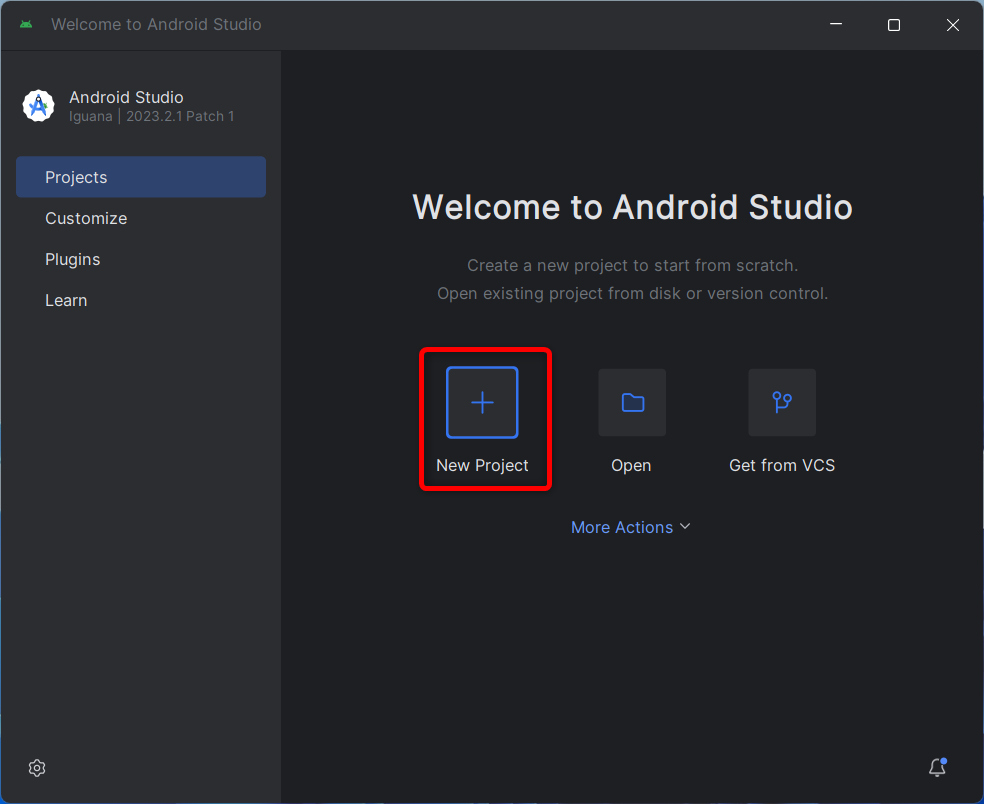 Welcome to Android Studio
Android Studio
Iguana | 2023.2.1 Patch 1
Projects
Customize
Plugins
Learn
Welcome to Android Studio
Create a new project to start from scratch.
Open existing project from disk or version control.
New Project
Open
Get from VCS
More Actions